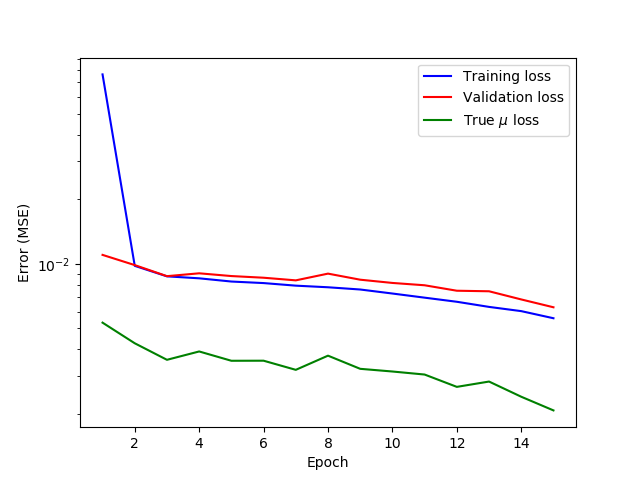 Training loss
Validation loss
True μ loss
Error (MSE)
10⁻²
2 4 6 8 10 12 14
Epoch